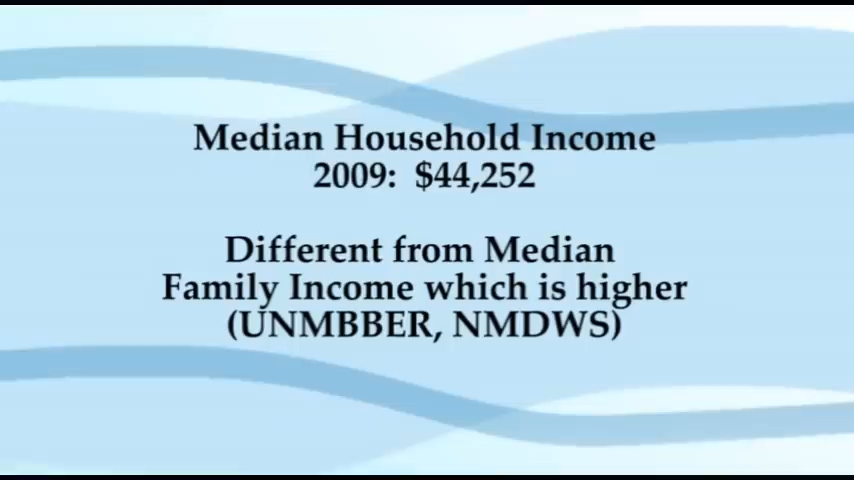 Median Household Income
2009: $44,252
Different from Median
Family Income which is higher
(UNMBBER, NMDWS)